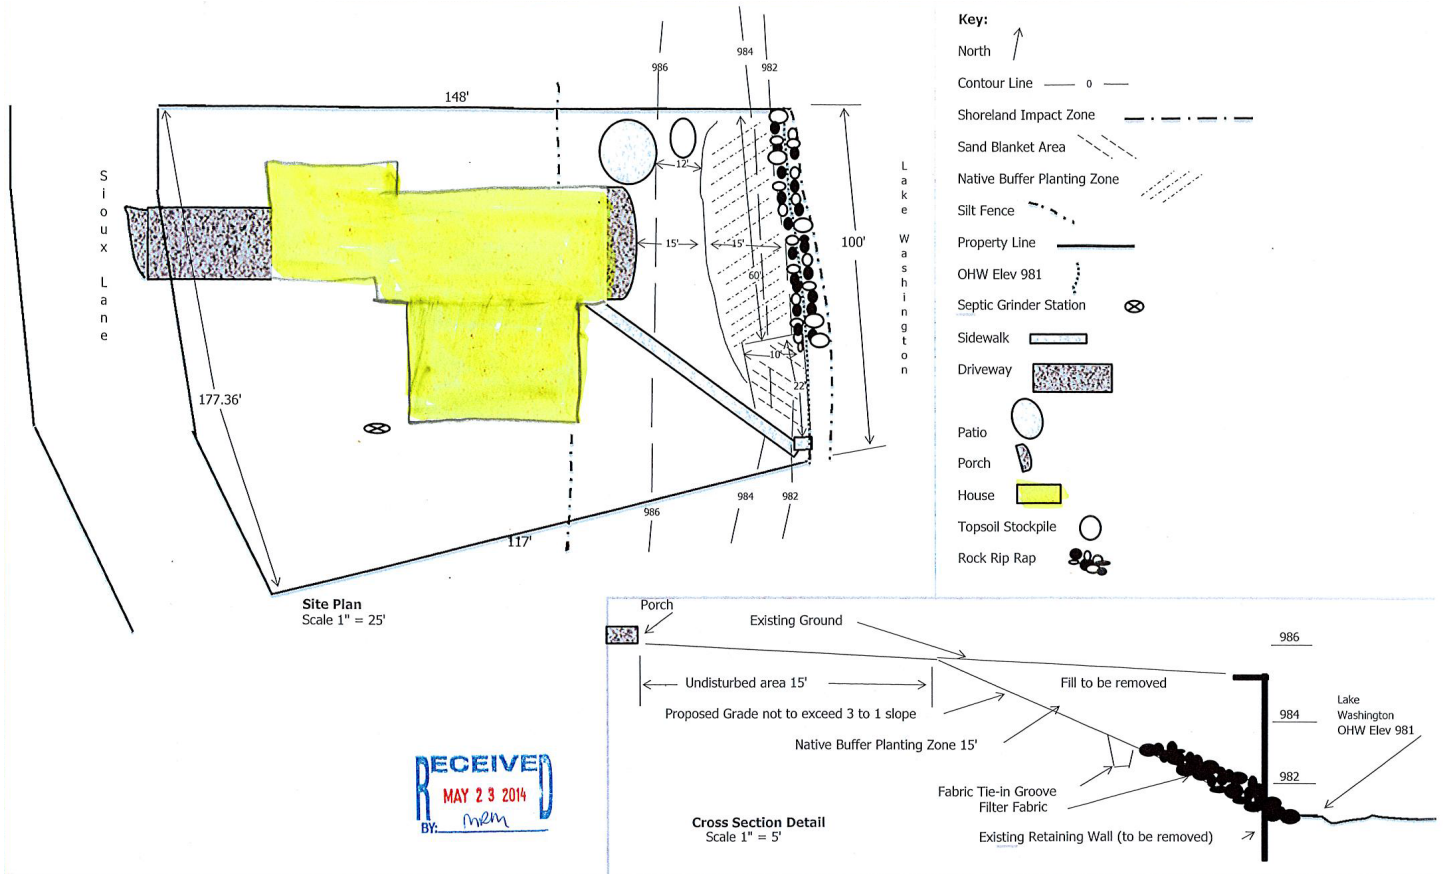 148'
986
984
982
12'
15'
15'
60'
10'
22'
100'
Sioux Lane
Lake Washington
177.36'
117'
986
984
982
Site Plan
Scale 1" = 25'
Key:
North
Contour Line
0
Shoreland Impact Zone
Sand Blanket Area
Native Buffer Planting Zone
Silt Fence
Property Line
OHW Elev 981
Septic Grinder Station
Sidewalk
Driveway
Patio
Porch
House
Topsoil Stockpile
Rock Rip Rap
Porch
Existing Ground
986
Undisturbed area 15'
Fill to be removed
Proposed Grade not to exceed 3 to 1 slope
984
Lake
Washington
OHW Elev 981
Native Buffer Planting Zone 15'
982
Fabric Tie-in Groove
Filter Fabric
Cross Section Detail
Scale 1" = 5'
Existing Retaining Wall (to be removed)
RECEIVED
MAY 23 2014
BY: mrm